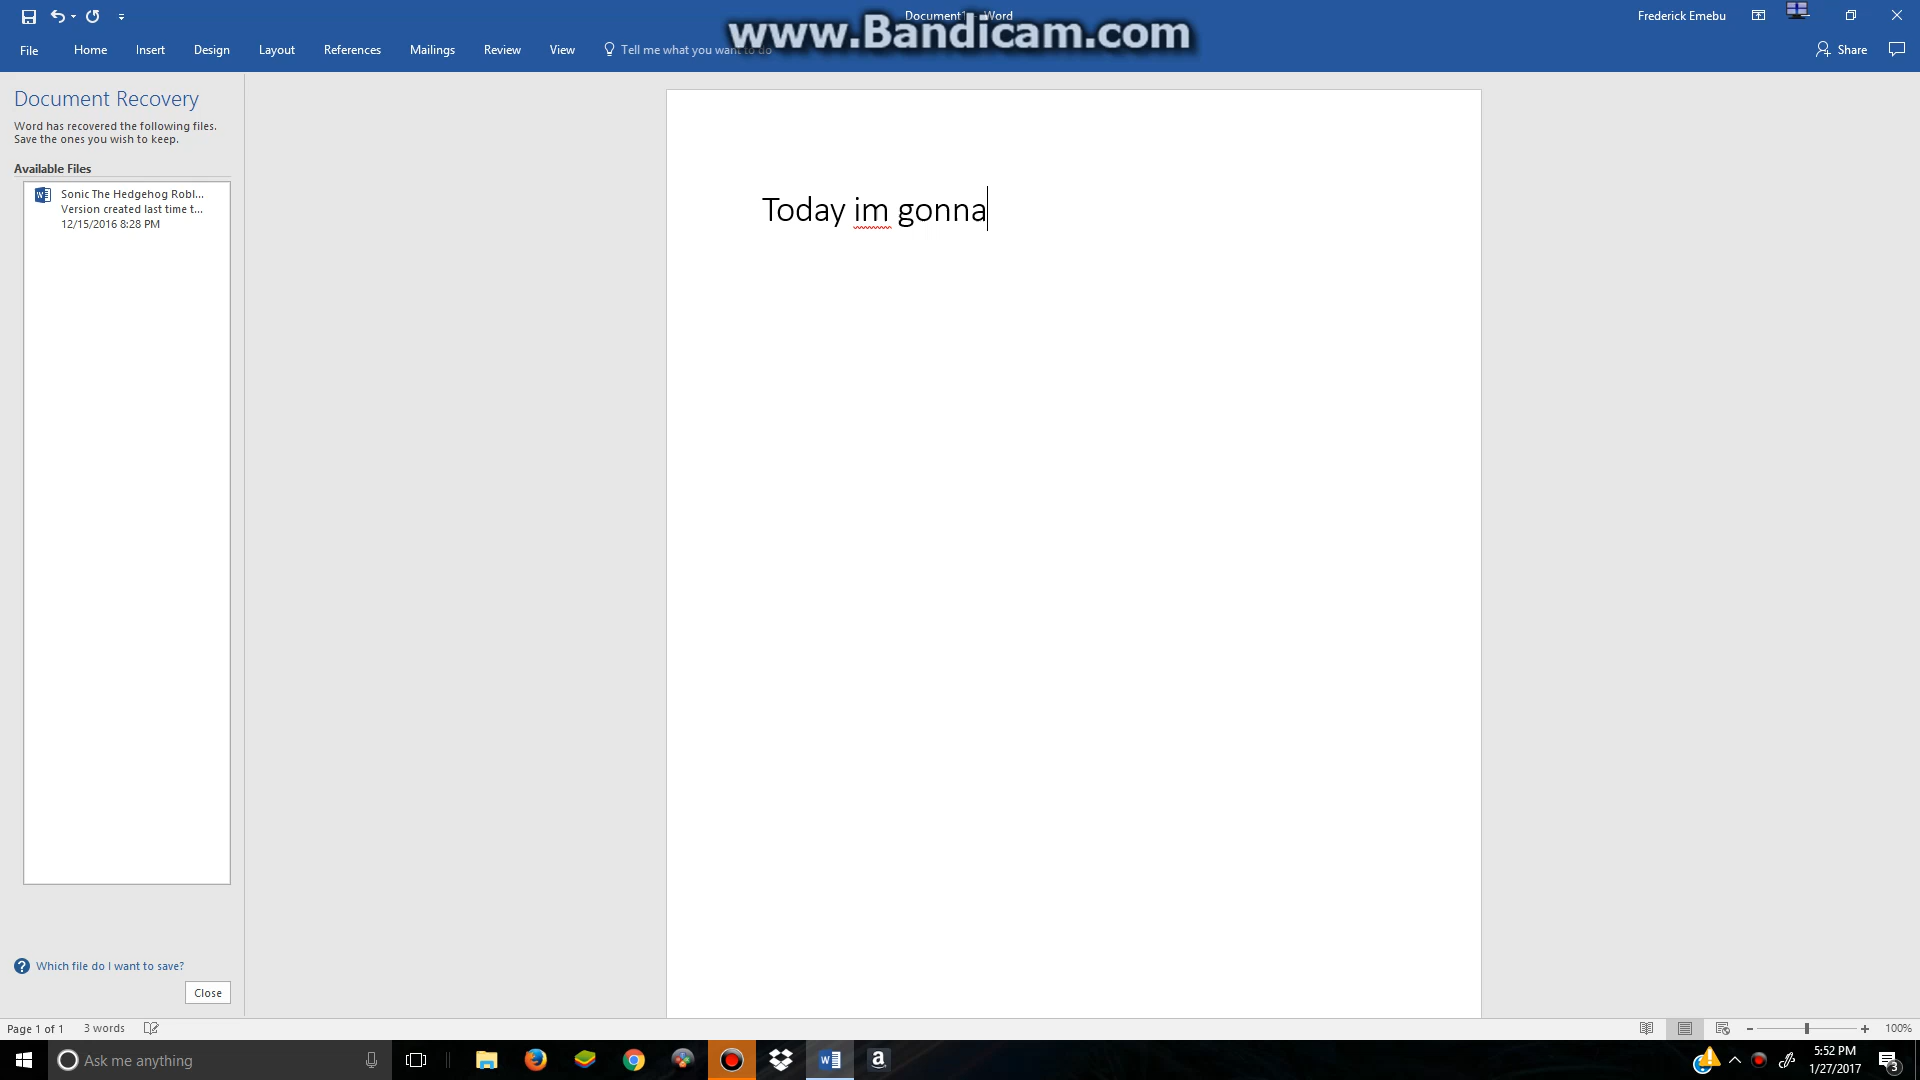 Document1 - Word
www.Bandicam.com
Frederick Emebu
File Home Insert Design Layout References Mailings Review View Tell me what you want to do
Share
Document Recovery
Word has recovered the following files.
Save the ones you wish to keep.
Available Files
Sonic The Hedgehog Robl...
Version created last time t...
12/15/2016 8:28 PM
Today im gonna
Which file do I want to save?
Close
Page 1 of 1 3 words
100%
Ask me anything
5:52 PM
1/27/2017
3